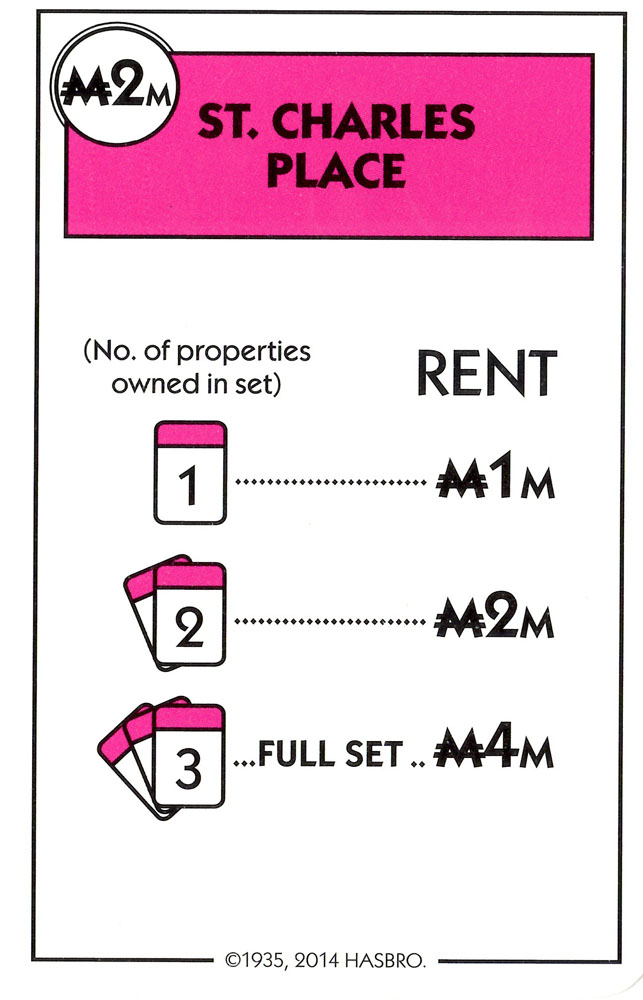 ₩2M
ST. CHARLES
PLACE
(No. of properties
owned in set)
RENT
1 ₩1M
2 ₩2M
3 ...FULL SET .. ₩4M
©1935, 2014 HASBRO.